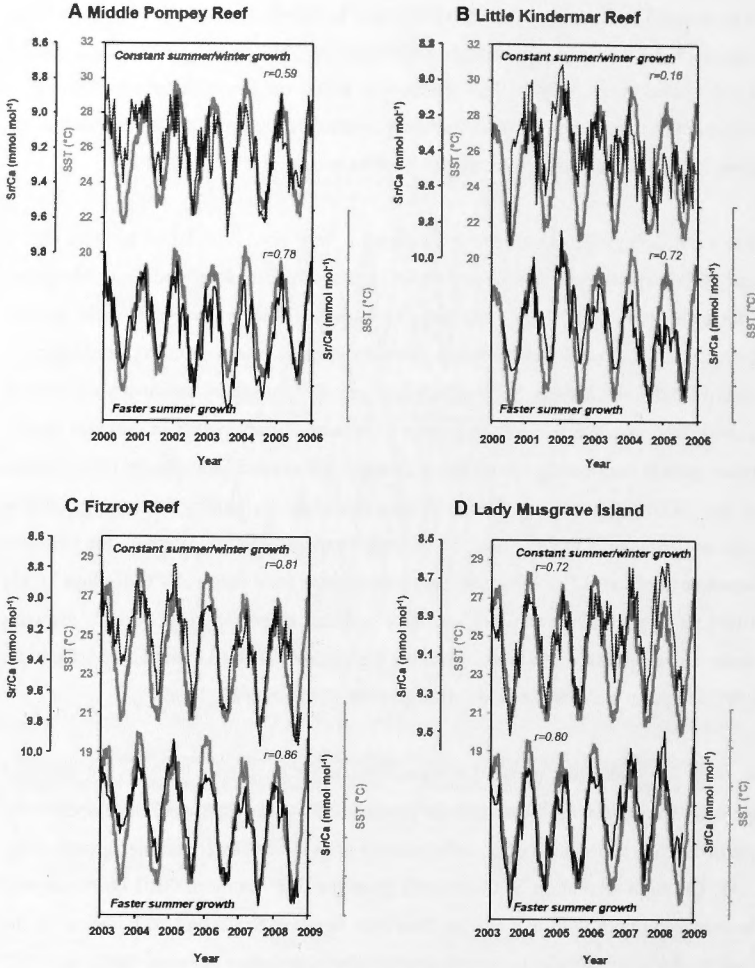 A Middle Pompey Reef
8.6
8.8
9.0
9.2
9.4
9.6
9.8
Sr/Ca (mmol mol⁻¹)
SST (°C)
32
30
28
26
24
22
20
Constant summer/winter growth
r=0.59
r=0.78
Faster summer growth
Sr/Ca (mmol mol⁻¹)
SST (°C)
2000 2001 2002 2003 2004 2005 2006
Year
B Little Kindermar Reef
8.8
9.0
9.2
9.4
9.6
9.8
10.0
Sr/Ca (mmol mol⁻¹)
SST (°C)
32
30
28
26
24
22
20
Constant summer/winter growth
r=0.16
r=0.72
Faster summer growth
Sr/Ca (mmol mol⁻¹)
SST (°C)
2000 2001 2002 2003 2004 2005 2006
Year
C Fitzroy Reef
8.6
8.8
9.0
9.2
9.4
9.6
9.8
10.0
Sr/Ca (mmol mol⁻¹)
SST (°C)
29
27
25
23
21
19
Constant summer/winter growth
r=0.81
r=0.86
Faster summer growth
Sr/Ca (mmol mol⁻¹)
SST (°C)
2003 2004 2005 2006 2007 2008 2009
Year
D Lady Musgrave Island
8.5
8.7
8.9
9.1
9.3
9.5
Sr/Ca (mmol mol⁻¹)
SST (°C)
29
27
25
23
21
19
Constant summer/winter growth
r=0.72
r=0.80
Faster summer growth
Sr/Ca (mmol mol⁻¹)
SST (°C)
2003 2004 2005 2006 2007 2008 2009
Year